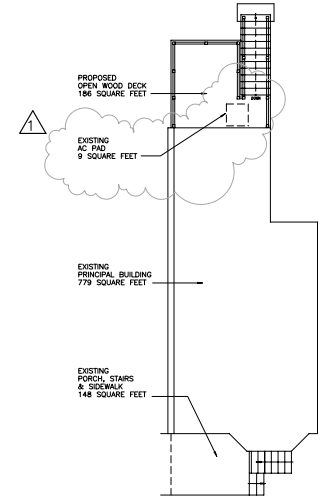 PROPOSED
OPEN WOOD DECK
186 SQUARE FEET
DOWN
1
EXISTING
AC PAD
9 SQUARE FEET
EXISTING
PRINCIPAL BUILDING
779 SQUARE FEET
EXISTING
PORCH, STAIRS
& SIDEWALK
148 SQUARE FEET